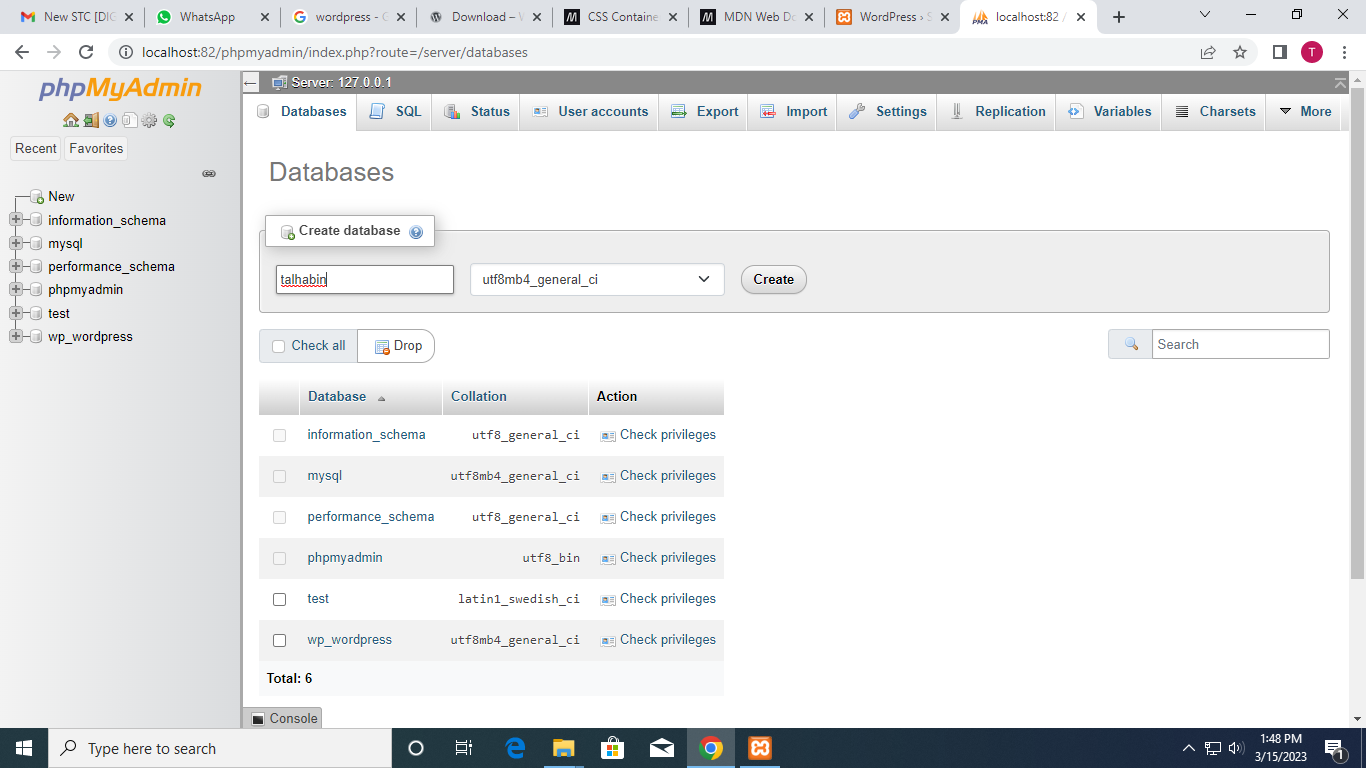 New STC [DIG
WhatsApp
wordpress - G
Download – W
CSS Containe
MDN Web Do
WordPress › S
localhost:82 /
localhost:82/phpmyadmin/index.php?route=/server/databases
T
phpMyAdmin
Recent
Favorites
New
information_schema
mysql
performance_schema
phpmyadmin
test
wp_wordpress
Server: 127.0.0.1
Databases
SQL
Status
User accounts
Export
Import
Settings
Replication
Variables
Charsets
More
Databases
Create database
talhabin
utf8mb4_general_ci
Create
Check all
Drop
Search
Database Collation Action
information_schema utf8_general_ci Check privileges
mysql utf8mb4_general_ci Check privileges
performance_schema utf8_general_ci Check privileges
phpmyadmin utf8_bin Check privileges
test latin1_swedish_ci Check privileges
wp_wordpress utf8mb4_general_ci Check privileges
Total: 6
Console
Type here to search
1:48 PM
3/15/2023
1